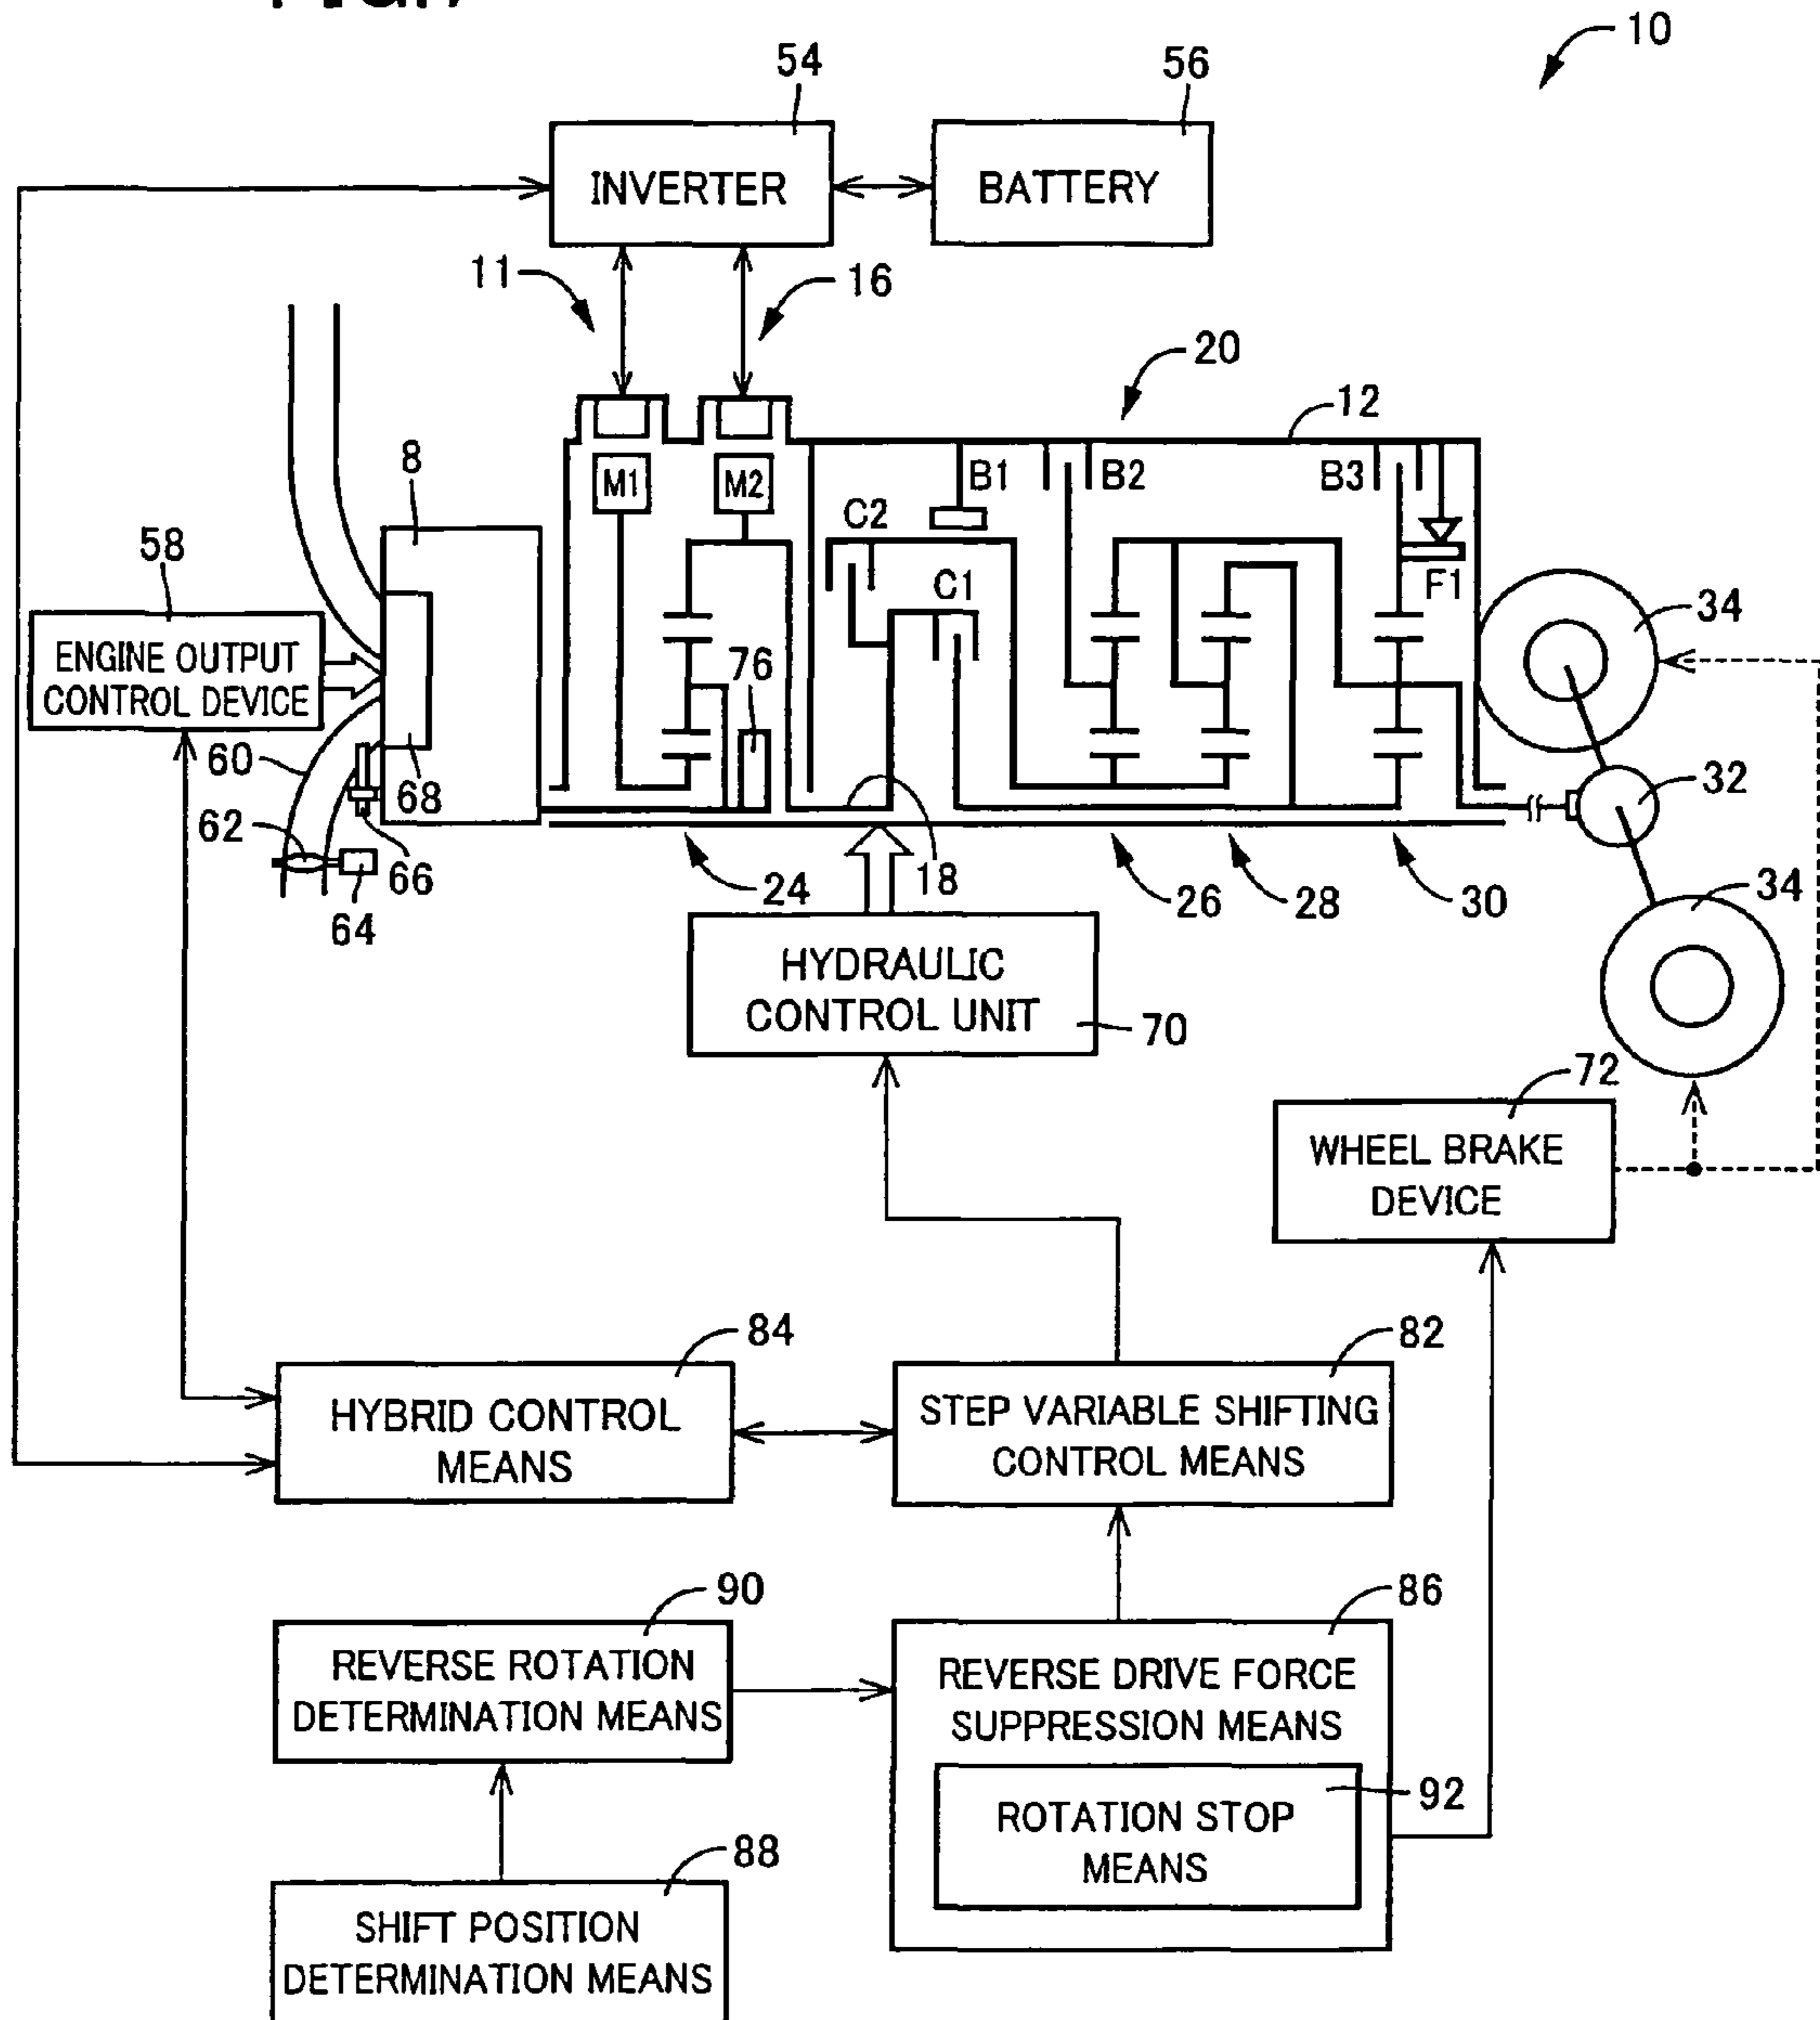 10
54
56
INVERTER
BATTERY
11
16
20
12
8
M1
M2
B1
B2
B3
C2
C1
F1
58
34
ENGINE OUTPUT
CONTROL DEVICE
76
60
68
32
62
66
18
64
24
26
28
30
34
HYDRAULIC
CONTROL UNIT
70
72
WHEEL BRAKE
DEVICE
84
82
HYBRID CONTROL
MEANS
STEP VARIABLE SHIFTING
CONTROL MEANS
90
86
REVERSE ROTATION
DETERMINATION MEANS
REVERSE DRIVE FORCE
SUPPRESSION MEANS
92
ROTATION STOP
MEANS
88
SHIFT POSITION
DETERMINATION MEANS